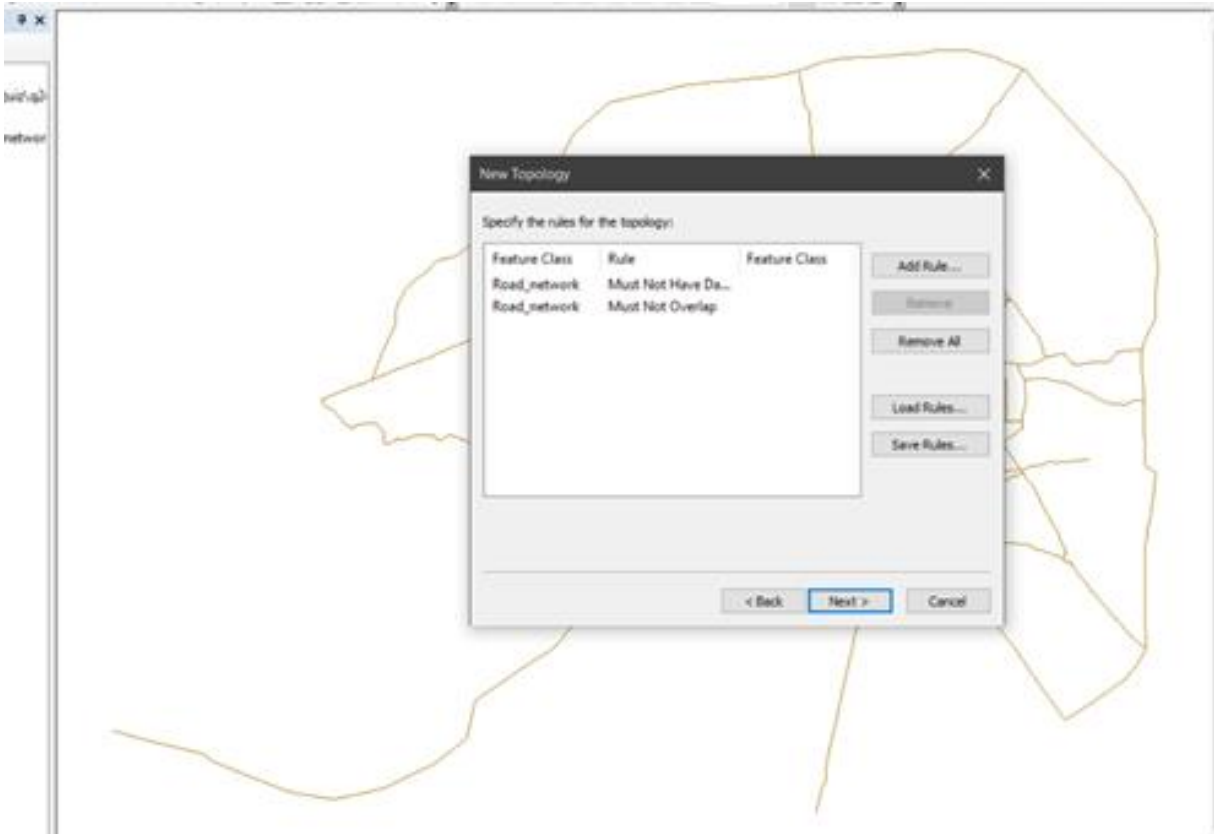 networ
New Topology
Specify the rules for the topology:
Feature Class Rule Feature Class
Road_network Must Not Have Da...
Road_network Must Not Overlap
Add Rule...
Remove
Remove All
Load Rules...
Save Rules...
< Back Next > Cancel